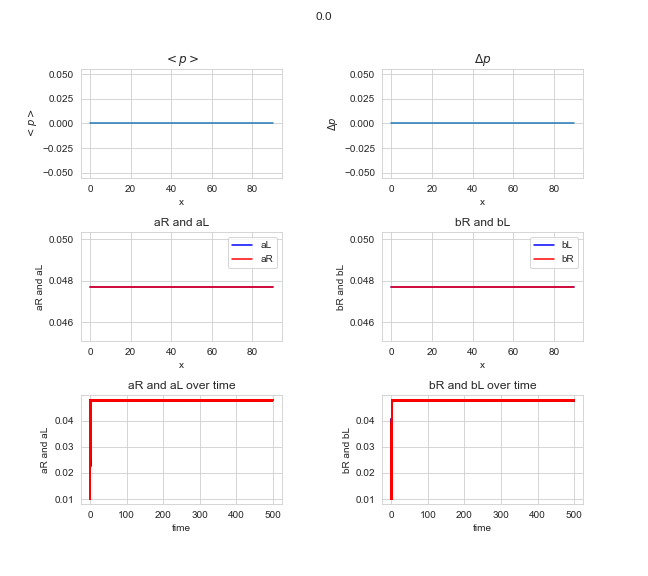 0.0
< p >
0.050
0.025
0.000
−0.025
−0.050
< p >
0 20 40 60 80
x
Δp
0.050
0.025
0.000
−0.025
−0.050
Δp
0 20 40 60 80
x
aR and aL
0.050
0.048
0.046
aR and aL
aL
aR
0 20 40 60 80
x
bR and bL
0.050
0.048
0.046
bR and bL
bL
bR
0 20 40 60 80
x
aR and aL over time
0.04
0.03
0.02
0.01
aR and aL
0 100 200 300 400 500
time
bR and bL over time
0.04
0.03
0.02
0.01
bR and bL
0 100 200 300 400 500
time